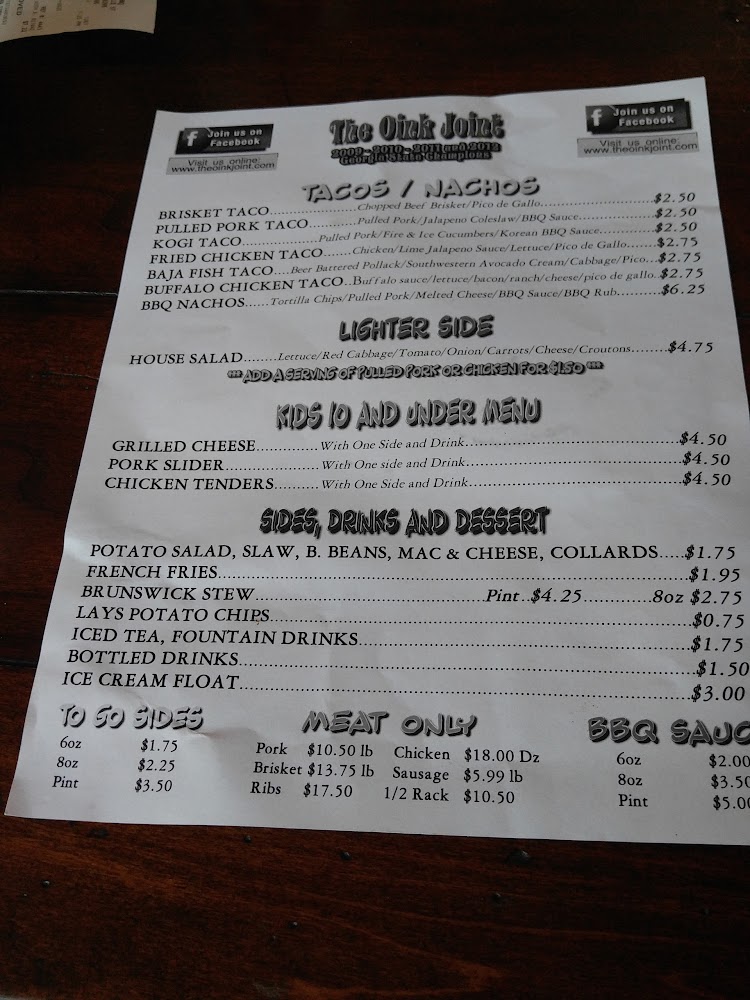 Join us on
Facebook
Visit us online:
www.theoinkjoint.com
The Oink Joint
2009 - 2010 - 2011 and 2012
Georgia State Champions
Join us on
Facebook
Visit us online:
www.theoinkjoint.com
TACOS / NACHOS
BRISKET TACO......................Chopped Beef Brisket/Pico de Gallo............................$2.50
PULLED PORK TACO............Pulled Pork/Jalapeno Coleslaw/BBQ Sauce...................$2.50
KOGI TACO...................Pulled Pork/Fire & Ice Cucumbers/Korean BBQ Sauce..............$2.50
FRIED CHICKEN TACO.......Chicken/Lime Jalapeno Sauce/Lettuce/Pico de Gallo.......$2.75
BAJA FISH TACO....Beer Battered Pollack/Southwestern Avocado Cream/Cabbage/Pico...$2.75
BUFFALO CHICKEN TACO..Buffalo sauce/lettuce/bacon/ranch/cheese/pico de gallo.$2.75
BBQ NACHOS......Tortilla Chips/Pulled Pork/Melted Cheese/BBQ Sauce/BBQ Rub..........$6.25
LIGHTER SIDE
HOUSE SALAD........Lettuce/Red Cabbage/Tomato/Onion/Carrots/Cheese/Croutons.......$4.75
*** ADD A SERVING OF PULLED PORK OR CHICKEN FOR $1.50 ***
KIDS 10 AND UNDER MENU
GRILLED CHEESE..............With One Side and Drink...............................................$4.50
PORK SLIDER.....................With One side and Drink...............................................$4.50
CHICKEN TENDERS..........With One Side and Drink...............................................$4.50
SIDES, DRINKS AND DESSERT
POTATO SALAD, SLAW, B. BEANS, MAC & CHEESE, COLLARDS.....$1.75
FRENCH FRIES.....................................................................................$1.95
BRUNSWICK STEW................................................Pint..$4.25..............8oz $2.75
LAYS POTATO CHIPS..........................................................................$0.75
ICED TEA, FOUNTAIN DRINKS..........................................................$1.75
BOTTLED DRINKS................................................................................$1.50
ICE CREAM FLOAT...............................................................................$3.00
TO GO SIDES
6oz $1.75
8oz $2.25
Pint $3.50
MEAT ONLY
Pork $10.50 lb Chicken $18.00 Dz
Brisket $13.75 lb Sausage $5.99 lb
Ribs $17.50 1/2 Rack $10.50
BBQ SAUC
6oz $2.00
8oz $3.50
Pint $5.00